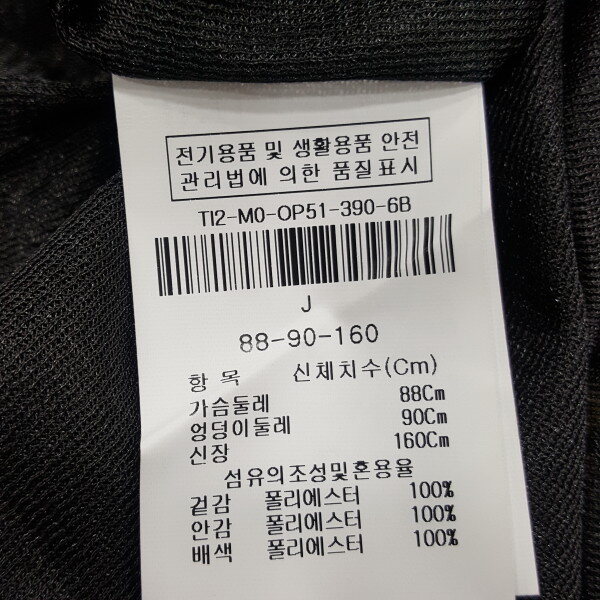 전기용품 및 생활용품 안전
관리법에 의한 품질표시
TI2-M0-OP51-390-6B
J
88-90-160
항 목 신체치수(Cm)
가슴둘레 88Cm
엉덩이둘레 90Cm
신장 160Cm
섬유의조성및혼용율
겉감 폴리에스터 100%
안감 폴리에스터 100%
배색 폴리에스터 100%